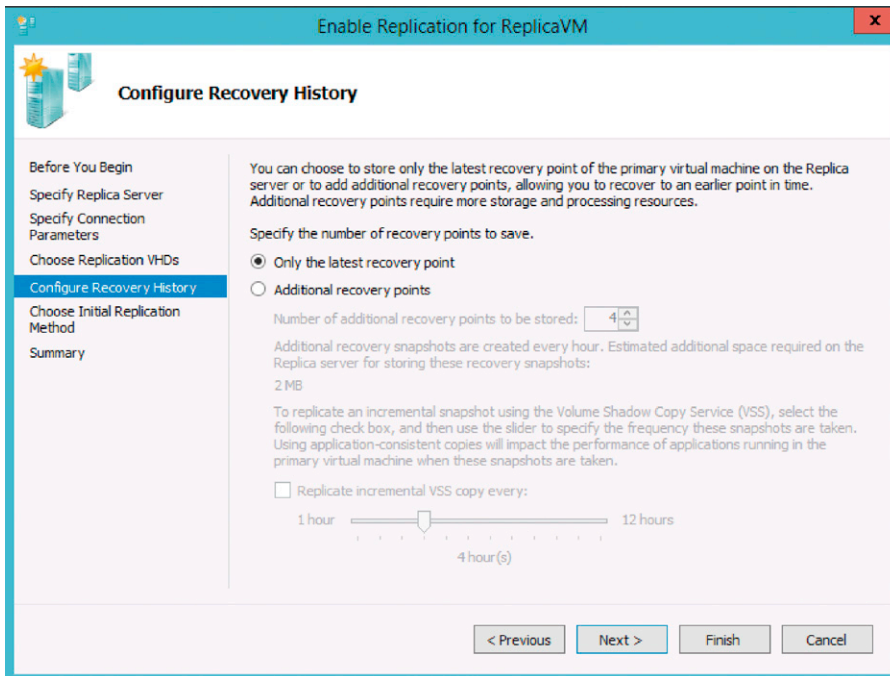 Enable Replication for ReplicaVM
x
Configure Recovery History
Before You Begin
Specify Replica Server
Specify Connection
Parameters
Choose Replication VHDs
Configure Recovery History
Choose Initial Replication
Method
Summary
You can choose to store only the latest recovery point of the primary virtual machine on the Replica
server or to add additional recovery points, allowing you to recover to an earlier point in time.
Additional recovery points require more storage and processing resources.
Specify the number of recovery points to save.
Only the latest recovery point
Additional recovery points
Number of additional recovery points to be stored: 4
Additional recovery snapshots are created every hour. Estimated additional space required on the
Replica server for storing these recovery snapshots:
2 MB
To replicate an incremental snapshot using the Volume Shadow Copy Service (VSS), select the
following check box, and then use the slider to specify the frequency these snapshots are taken.
Using application-consistent copies will impact the performance of applications running in the
primary virtual machine when these snapshots are taken.
Replicate incremental VSS copy every:
1 hour 12 hours
4 hour(s)
< Previous Next > Finish Cancel